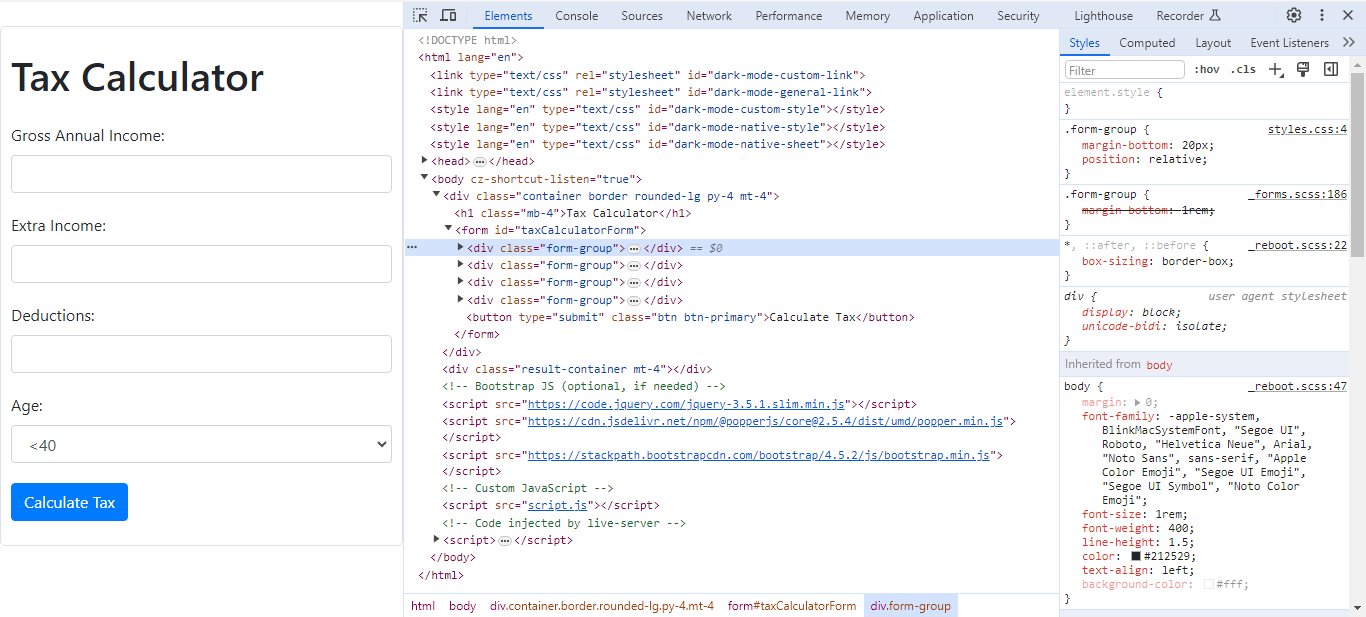 Tax Calculator
Gross Annual Income:
Extra Income:
Deductions:
Age:
<40
Calculate Tax
Elements Console Sources Network Performance Memory Application Security Lighthouse Recorder
<!DOCTYPE html>
<html lang="en">
<link type="text/css" rel="stylesheet" id="dark-mode-custom-link">
<link type="text/css" rel="stylesheet" id="dark-mode-general-link">
<style lang="en" type="text/css" id="dark-mode-custom-style"></style>
<style lang="en" type="text/css" id="dark-mode-native-style"></style>
<style lang="en" type="text/css" id="dark-mode-native-sheet"></style>
<head> … </head>
<body cz-shortcut-listen="true">
<div class="container border rounded-lg py-4 mt-4">
<h1 class="mb-4">Tax Calculator</h1>
<form id="taxCalculatorForm">
<div class="form-group"> … </div> == $0
<div class="form-group"> … </div>
<div class="form-group"> … </div>
<div class="form-group"> … </div>
<button type="submit" class="btn btn-primary">Calculate Tax</button>
</form>
</div>
<div class="result-container mt-4"></div>
<!-- Bootstrap JS (optional, if needed) -->
<script src="https://code.jquery.com/jquery-3.5.1.slim.min.js"></script>
<script src="https://cdn.jsdelivr.net/npm/@popperjs/core@2.5.4/dist/umd/popper.min.js">
</script>
<script src="https://stackpath.bootstrapcdn.com/bootstrap/4.5.2/js/bootstrap.min.js">
</script>
<!-- Custom JavaScript -->
<script src="script.js"></script>
<!-- Code injected by live-server -->
<script> … </script>
</body>
</html>
html body div.container.border.rounded-lg.py-4.mt-4 form#taxCalculatorForm div.form-group
Styles Computed Layout Event Listeners
Filter :hov .cls
element.style {
}
.form-group { styles.css:4
margin-bottom: 20px;
position: relative;
}
.form-group { _forms.scss:186
margin-bottom: 1rem;
}
*, ::after, ::before { _reboot.scss:22
box-sizing: border-box;
}
div { user agent stylesheet
display: block;
unicode-bidi: isolate;
}
Inherited from body
body { _reboot.scss:47
margin: 0;
font-family: -apple-system,
BlinkMacSystemFont, "Segoe UI",
Roboto, "Helvetica Neue", Arial,
"Noto Sans", sans-serif, "Apple
Color Emoji", "Segoe UI Emoji",
"Segoe UI Symbol", "Noto Color
Emoji";
font-size: 1rem;
font-weight: 400;
line-height: 1.5;
color: #212529;
text-align: left;
background-color: #fff;
}